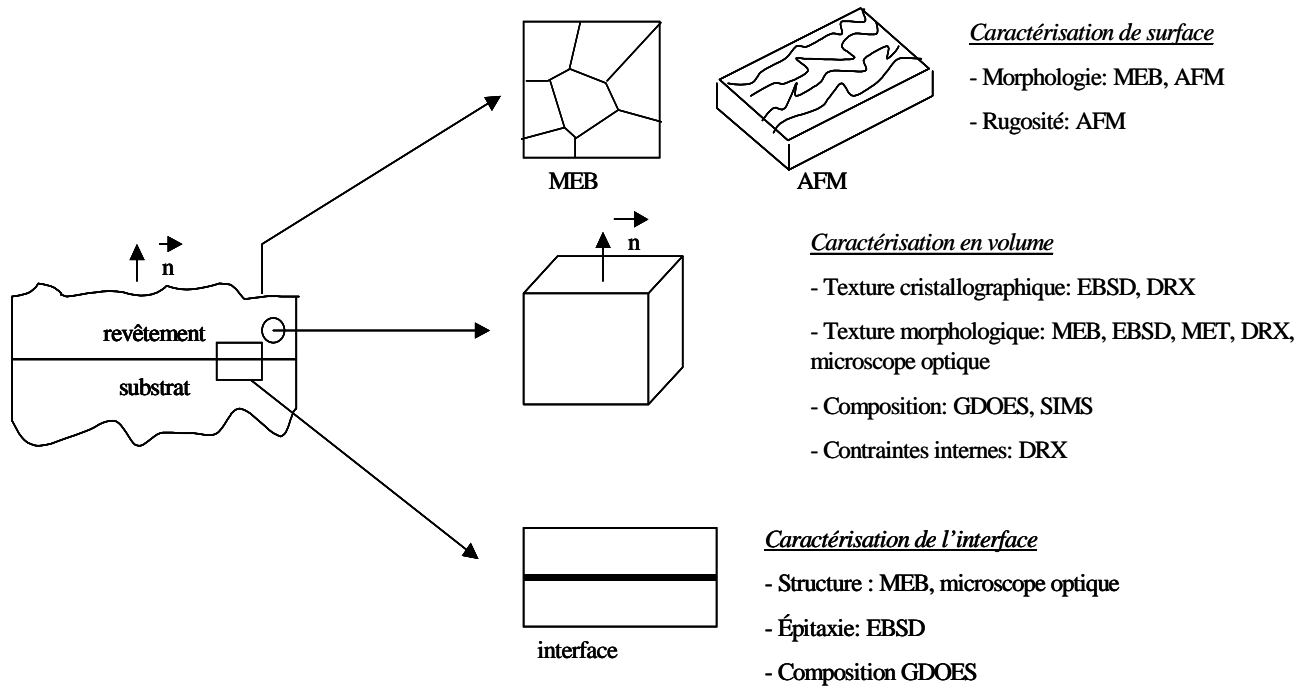 Caractérisation de surface
- Morphologie: MEB, AFM
- Rugosité: AFM
MEB
AFM
n
Caractérisation en volume
- Texture cristallographique: EBSD, DRX
- Texture morphologique: MEB, EBSD, MET, DRX,
microscope optique
- Composition: GDOES, SIMS
- Contraintes internes: DRX
n
revêtement
substrat
Caractérisation de l'interface
- Structure : MEB, microscope optique
- Épitaxie: EBSD
- Composition GDOES
interface